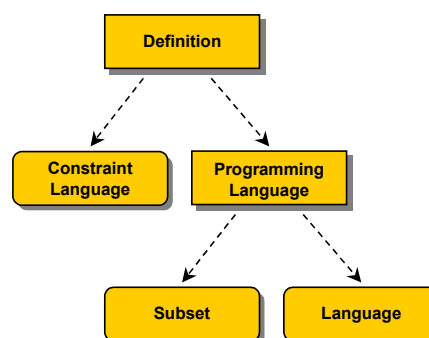 Definition
Constraint
Language
Programming
Language
Subset
Language